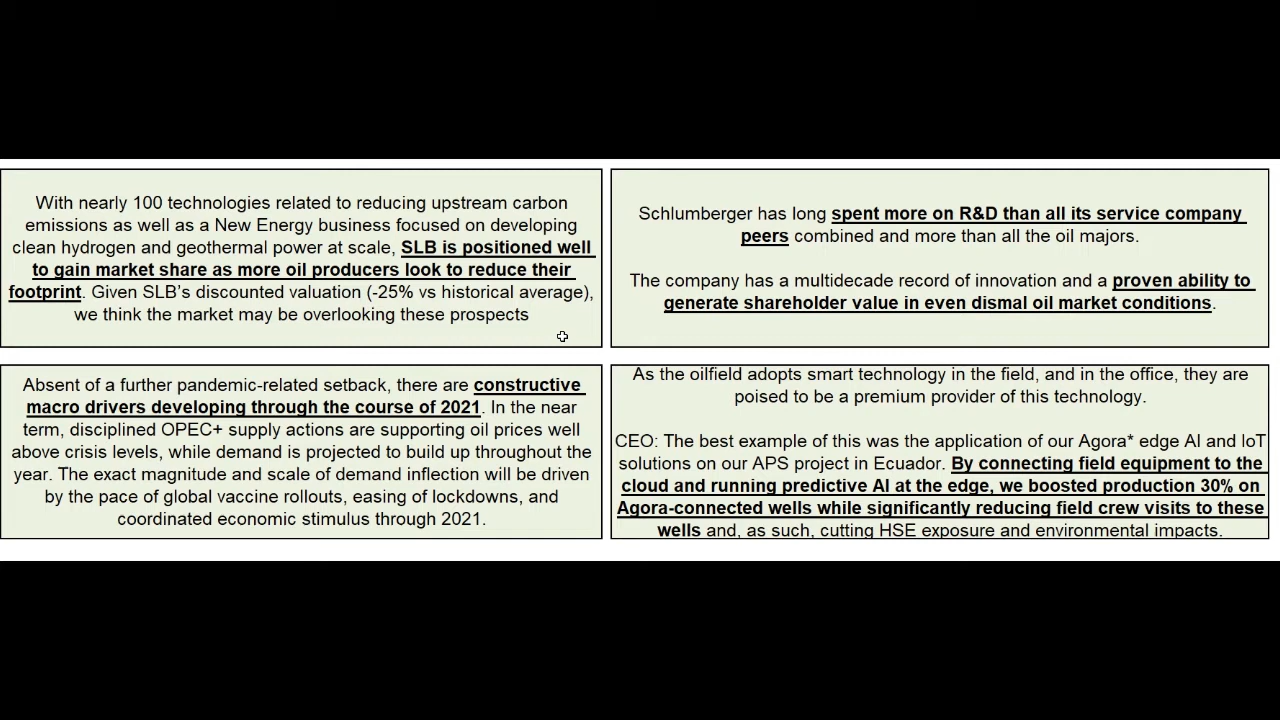 With nearly 100 technologies related to reducing upstream carbon
emissions as well as a New Energy business focused on developing
clean hydrogen and geothermal power at scale, SLB is positioned well
to gain market share as more oil producers look to reduce their
footprint. Given SLB’s discounted valuation (-25% vs historical average),
we think the market may be overlooking these prospects
Schlumberger has long spent more on R&D than all its service company
peers combined and more than all the oil majors.
The company has a multidecade record of innovation and a proven ability to
generate shareholder value in even dismal oil market conditions.
Absent of a further pandemic-related setback, there are constructive
macro drivers developing through the course of 2021. In the near
term, disciplined OPEC+ supply actions are supporting oil prices well
above crisis levels, while demand is projected to build up throughout the
year. The exact magnitude and scale of demand inflection will be driven
by the pace of global vaccine rollouts, easing of lockdowns, and
coordinated economic stimulus through 2021.
As the oilfield adopts smart technology in the field, and in the office, they are
poised to be a premium provider of this technology.
CEO: The best example of this was the application of our Agora* edge AI and IoT
solutions on our APS project in Ecuador. By connecting field equipment to the
cloud and running predictive AI at the edge, we boosted production 30% on
Agora-connected wells while significantly reducing field crew visits to these
wells and, as such, cutting HSE exposure and environmental impacts.